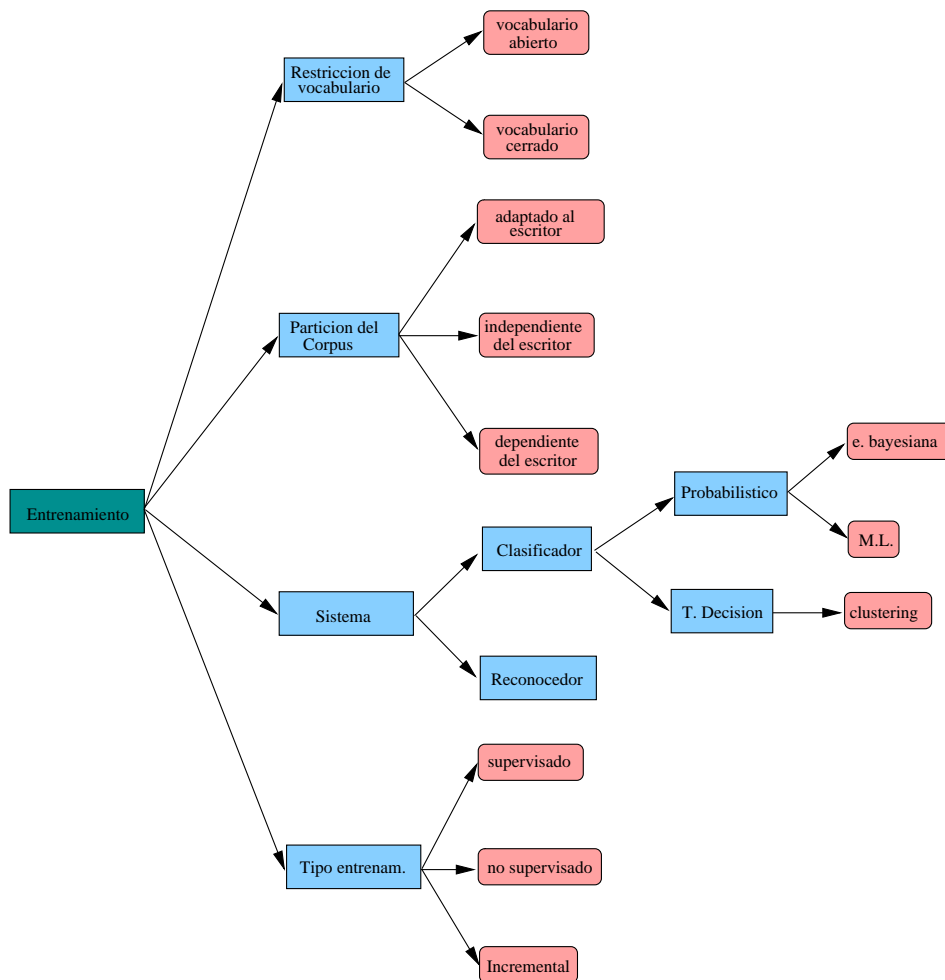 vocabulario
abierto
Restriccion de
vocabulario
vocabulario
cerrado
adaptado al
escritor
Particion del
Corpus
independiente
del escritor
dependiente
del escritor
Entrenamiento
e. bayesiana
Probabilistico
M.L.
Clasificador
T. Decision
clustering
Sistema
Reconocedor
supervisado
Tipo entrenam.
no supervisado
Incremental